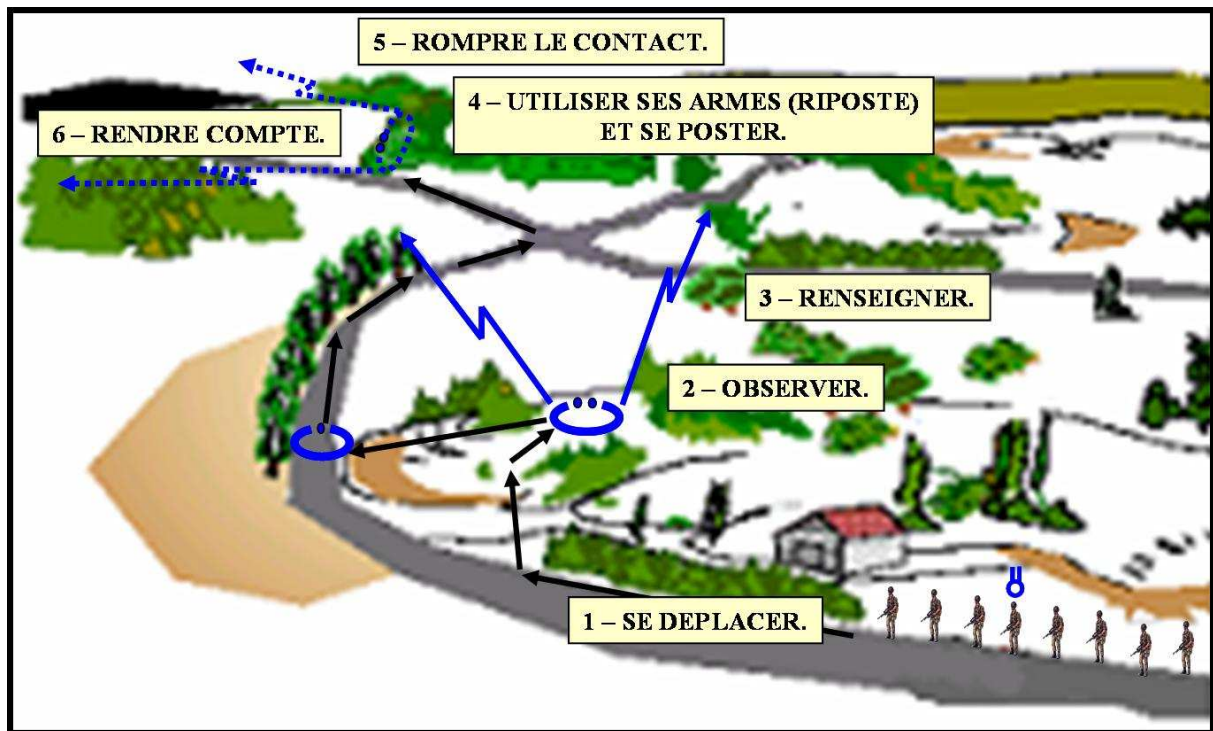 5 – ROMPRE LE CONTACT.
4 – UTILISER SES ARMES (RIPOSTE)
ET SE POSTER.
6 – RENDRE COMPTE.
3 – RENSEIGNER.
2 – OBSERVER.
1 – SE DEPLACER.